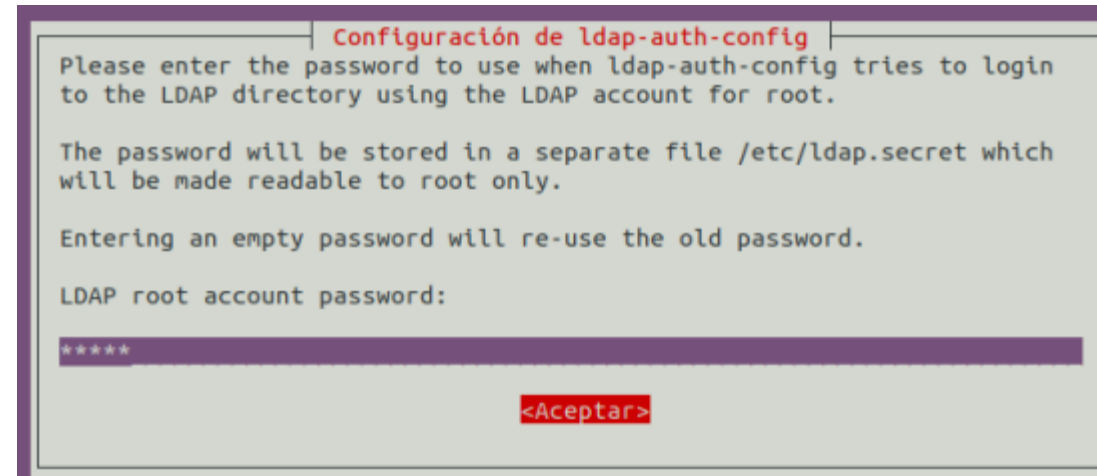 Configuración de ldap-auth-config
Please enter the password to use when ldap-auth-config tries to login
to the LDAP directory using the LDAP account for root.
The password will be stored in a separate file /etc/ldap.secret which
will be made readable to root only.
Entering an empty password will re-use the old password.
LDAP root account password:
*****
<Aceptar>